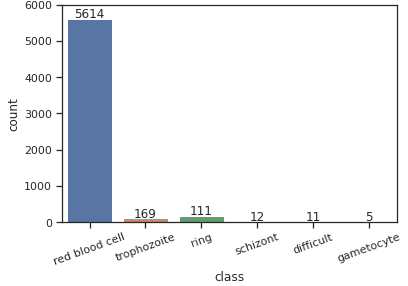 6000
5000
4000
3000
2000
1000
0
count
5614
169
111
12
11
5
red blood cell
trophozoite
ring
schizont
difficult
gametocyte
class